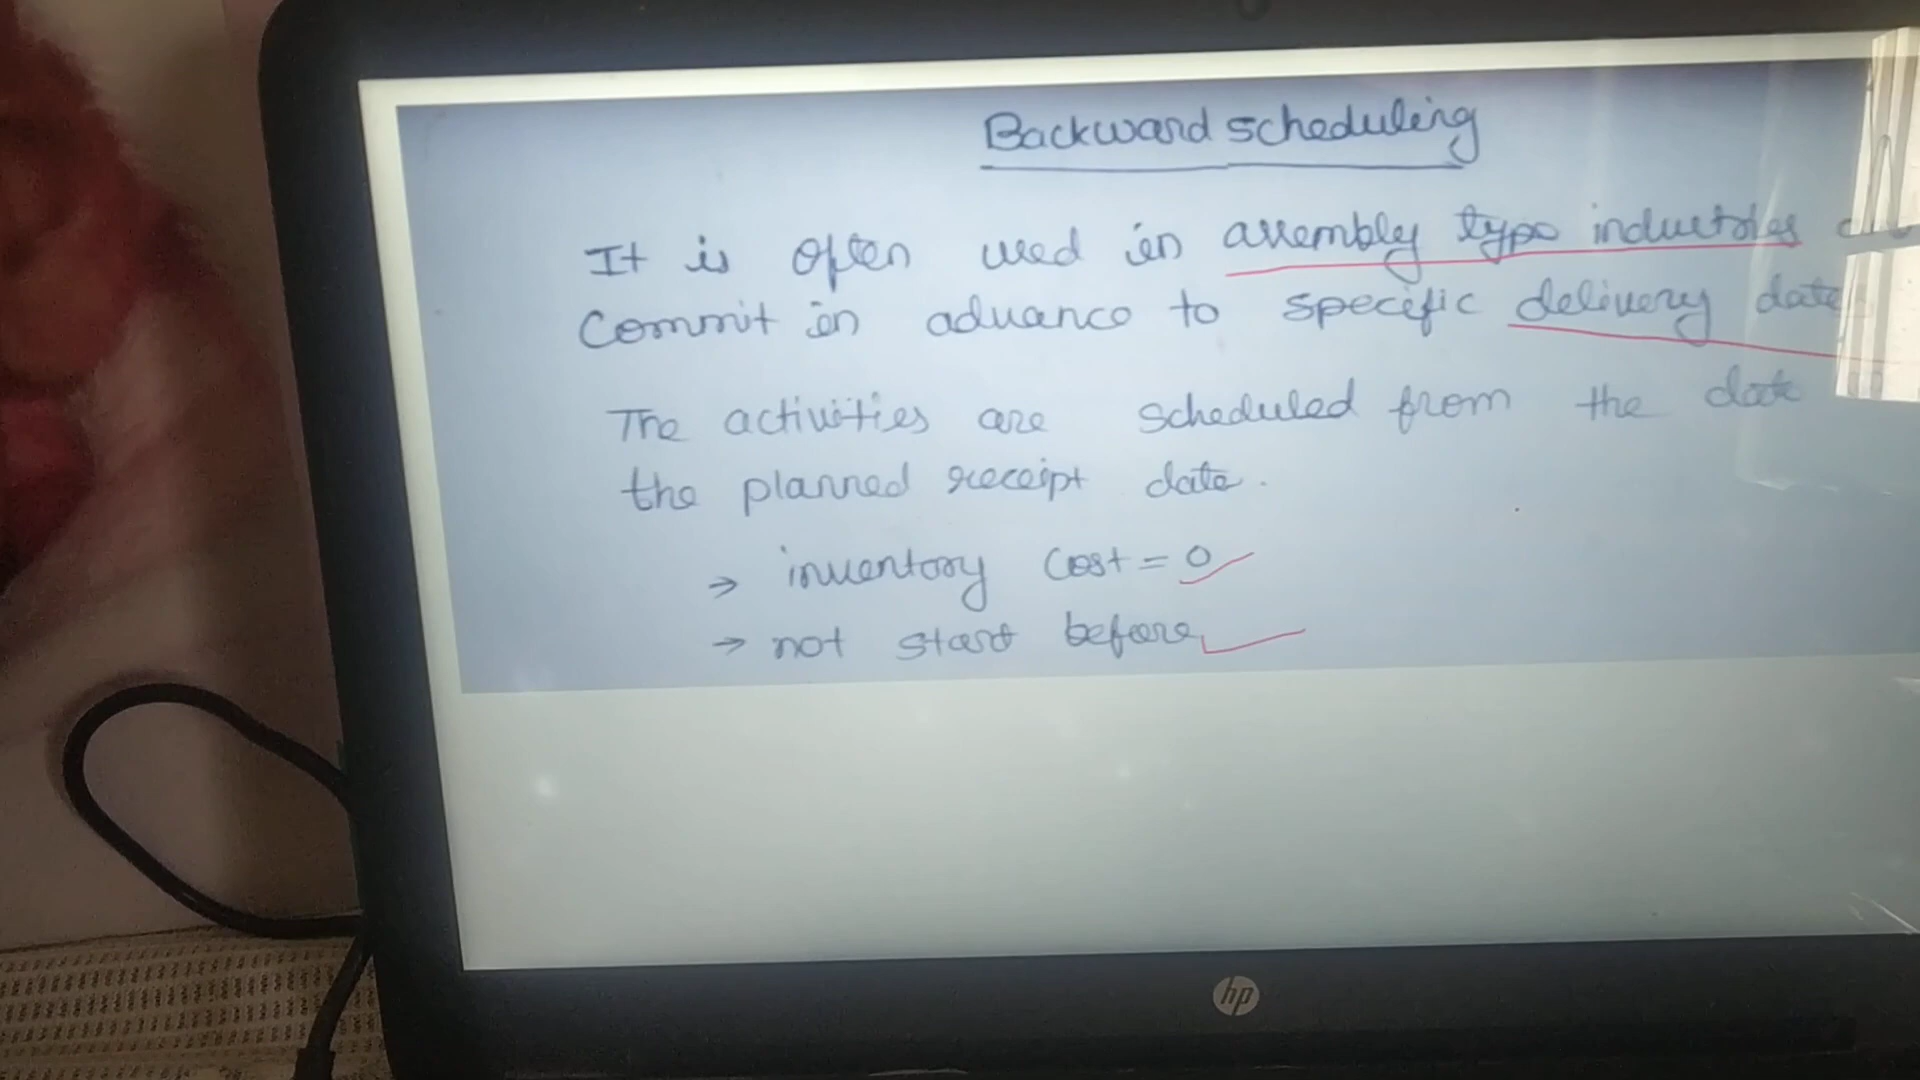 Backward scheduling
It is often used in assembly type industries
Commit in advance to specific delivery date
The activities are scheduled from the date
the planned receipt date.
→ inventory cost = 0
→ not start before
hp